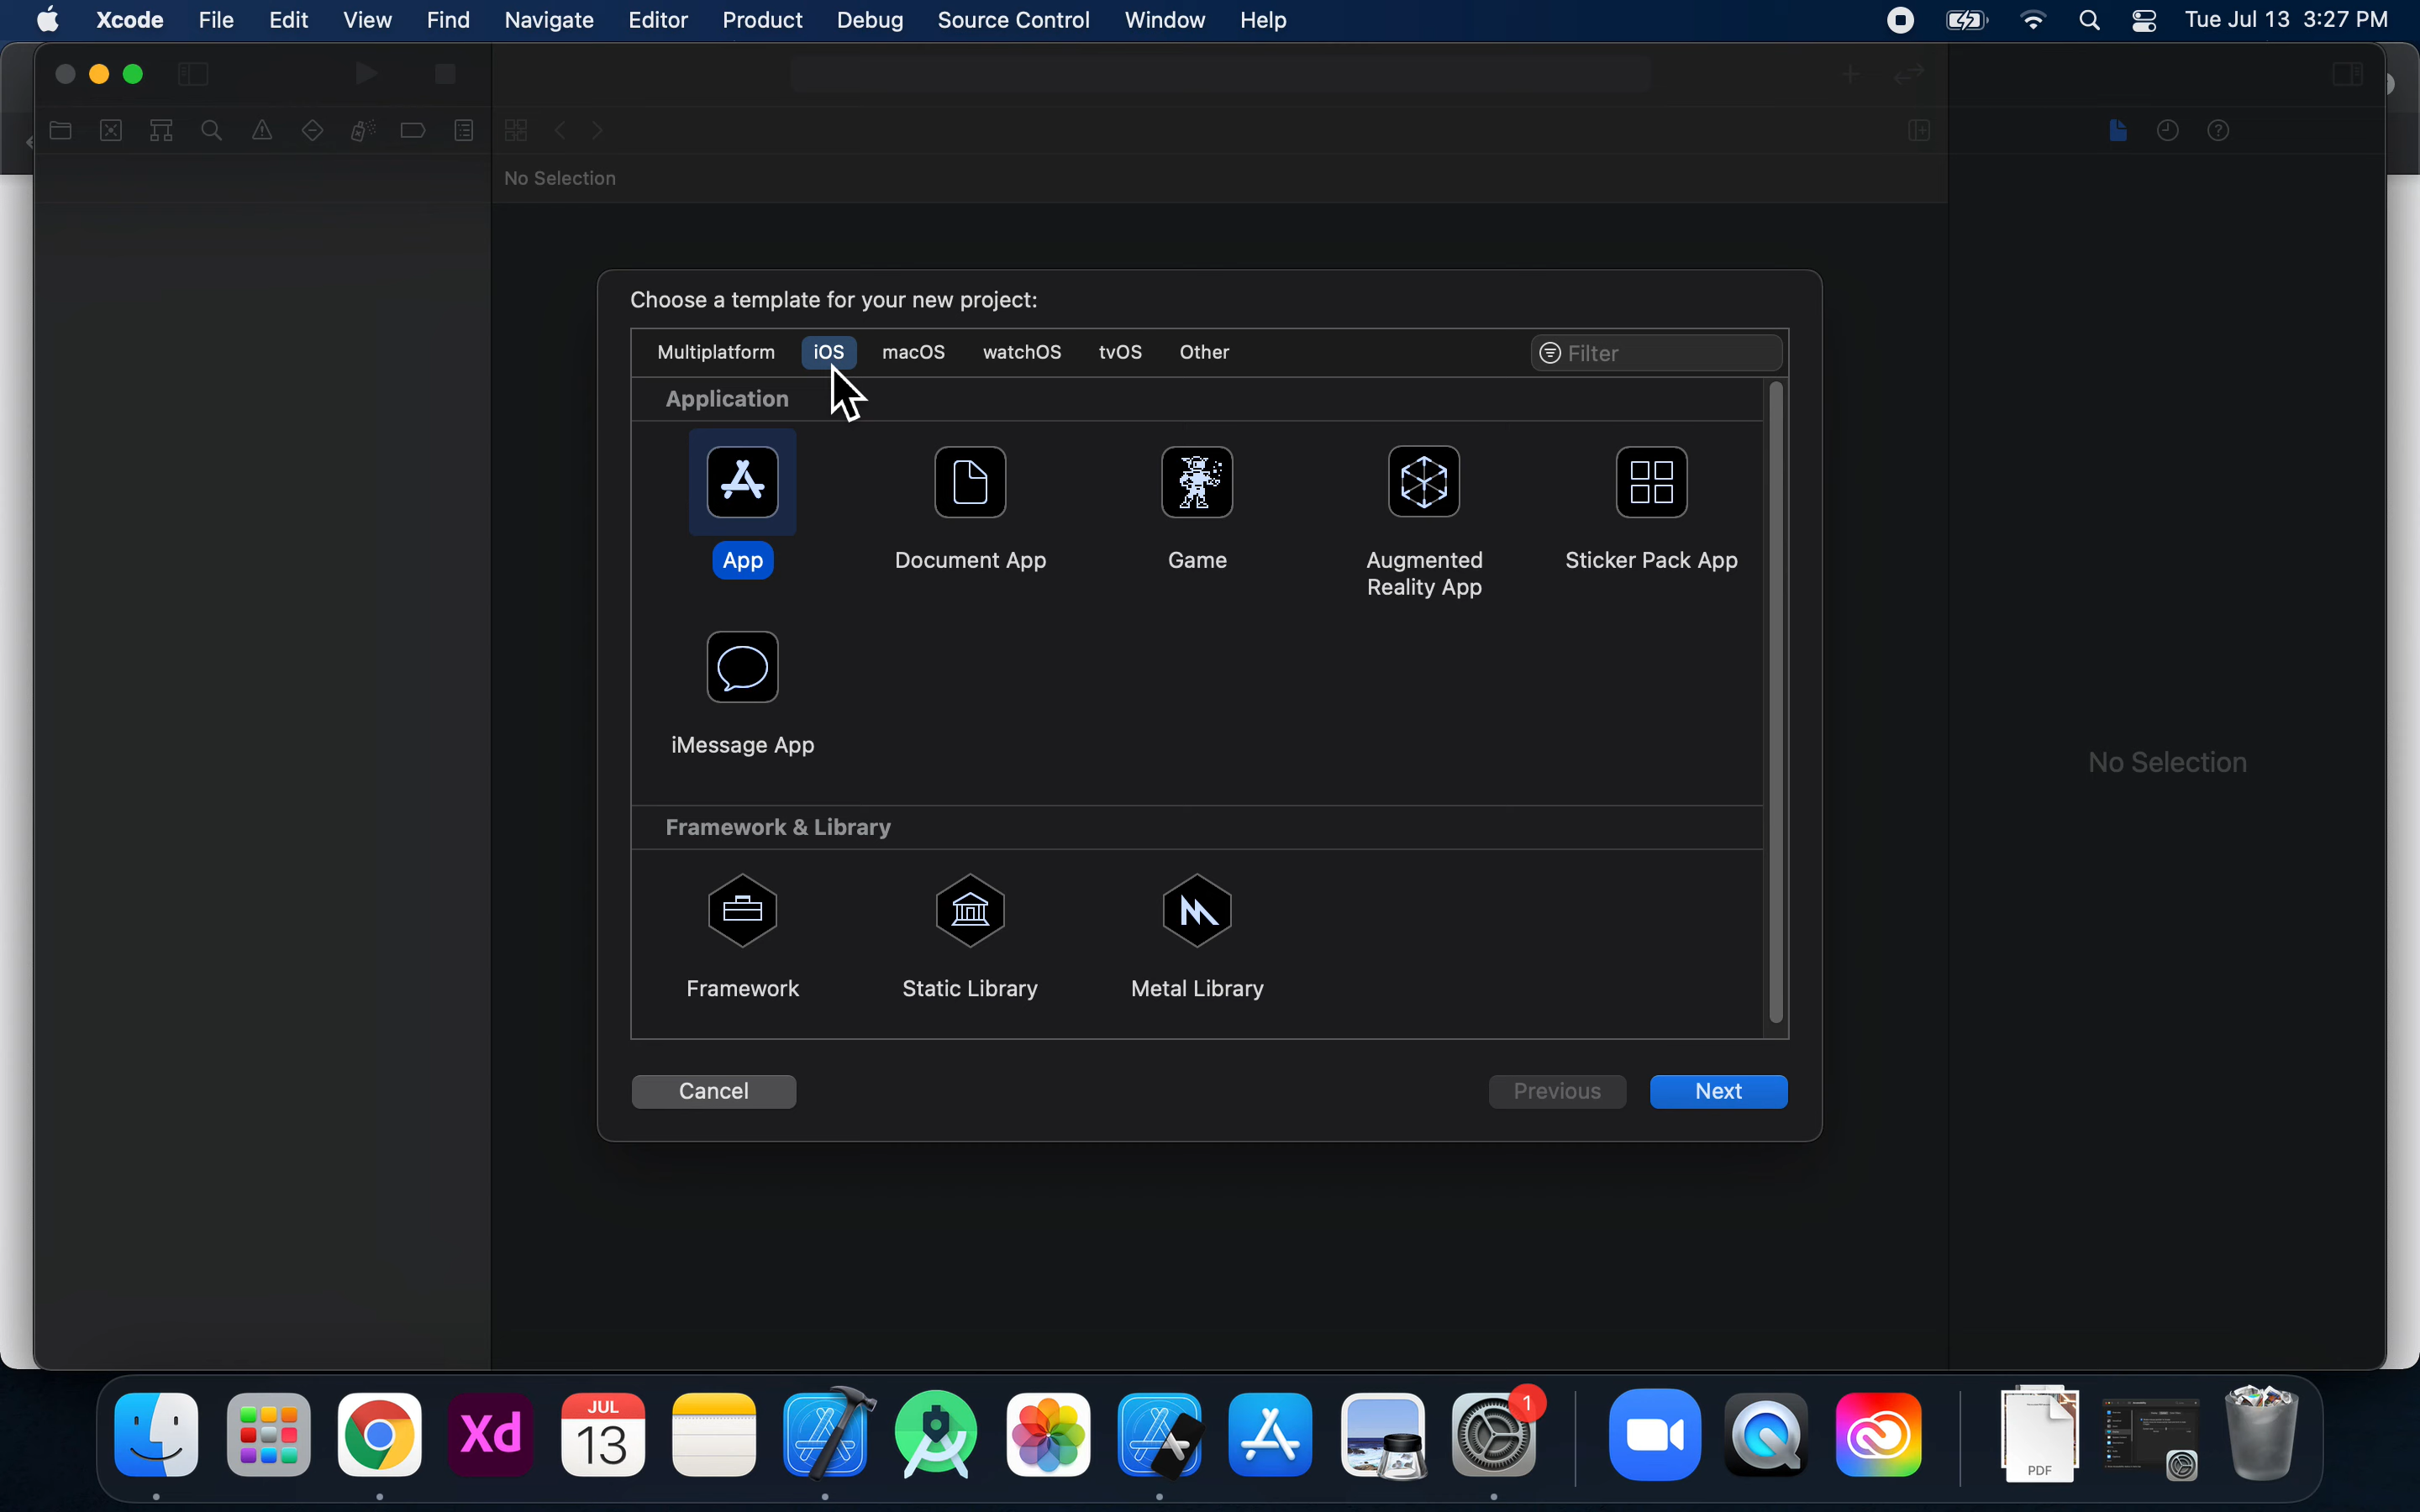 Xcode File Edit View Find Navigate Editor Product Debug Source Control Window Help Tue Jul 13 3:27 PM
No Selection
Choose a template for your new project:
Multiplatform iOS macOS watchOS tvOS Other Filter
Application
App Document App Game Augmented Reality App Sticker Pack App
iMessage App
No Selection
Framework & Library
Framework Static Library Metal Library
Cancel Previous Next
Xd JUL 13 1 PDF